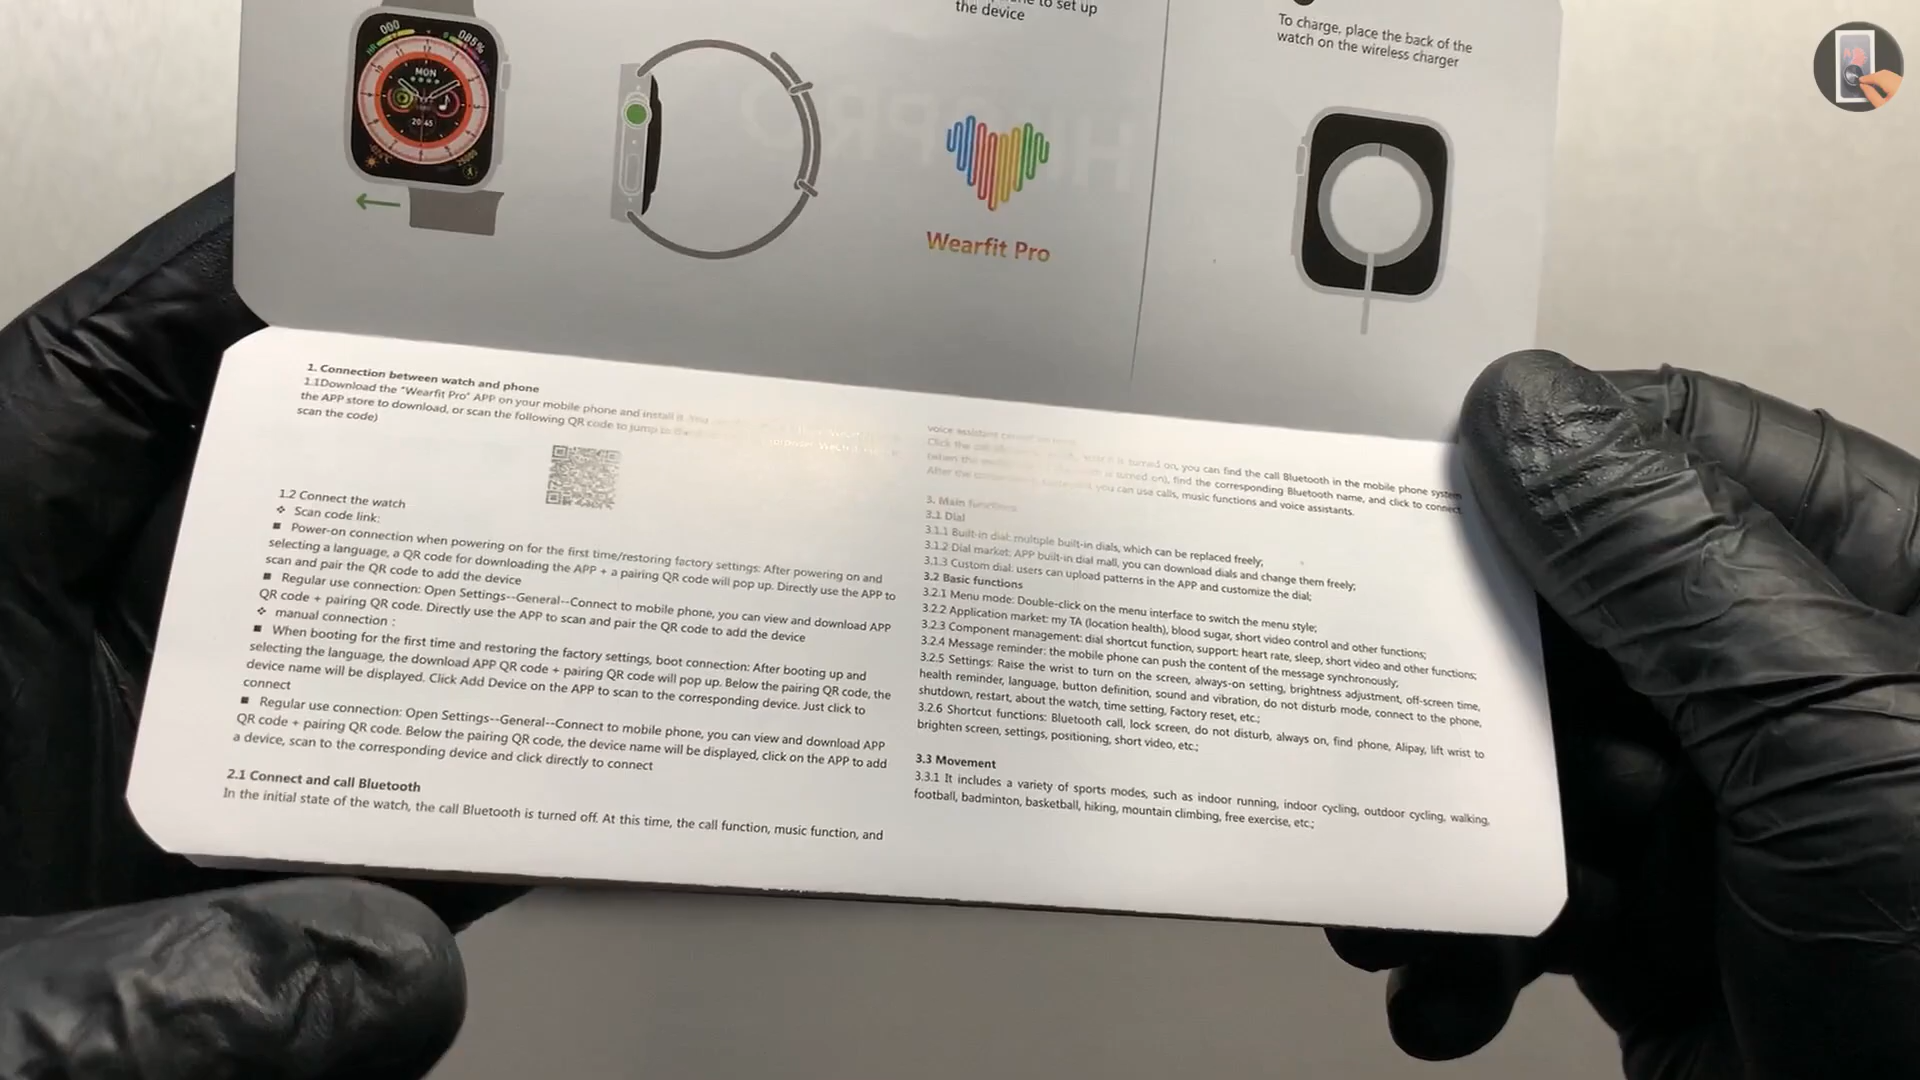 to set up
the device
To charge, place the back of the
watch on the wireless charger
000
085%
HR
MON
20:45
25000
Wearfit Pro
1. Connection between watch and phone
1.1Download the "Wearfit Pro" APP on your mobile phone and install it.
the APP store to download, or scan the following QR code to jump to
scan the code)
1.2 Connect the watch
❖ Scan code link:
■ Power-on connection when powering on for the first time/restoring factory settings: After powering on and
selecting a language, a QR code for downloading the APP + a pairing QR code will pop up. Directly use the APP to
scan and pair the QR code to add the device
■ Regular use connection: Open Settings--General--Connect to mobile phone, you can view and download APP
QR code + pairing QR code. Directly use the APP to scan and pair the QR code to add the device
❖ manual connection :
■ When booting for the first time and restoring the factory settings, boot connection: After booting up and
selecting the language, the download APP QR code + pairing QR code will pop up. Below the pairing QR code, the
device name will be displayed. Click Add Device on the APP to scan to the corresponding device. Just click to
connect
■ Regular use connection: Open Settings--General--Connect to mobile phone, you can view and download APP
QR code + pairing QR code. Below the pairing QR code, the device name will be displayed, click on the APP to add
a device, scan to the corresponding device and click directly to connect
2.1 Connect and call Bluetooth
In the initial state of the watch, the call Bluetooth is turned off. At this time, the call function, music function, and
voice assistant
Click the call is turned on, you can find the call Bluetooth in the mobile phone system
(when the is turned on), find the corresponding Bluetooth name, and click to connect.
After the you can use calls, music functions and voice assistants.
3. Main functions
3.1 Dial
3.1.1 Built-in dial: multiple built-in dials, which can be replaced freely;
3.1.2 Dial market: APP built-in dial mall, you can download dials and change them freely;
3.1.3 Custom dial: users can upload patterns in the APP and customize the dial;
3.2 Basic functions
3.2.1 Menu mode: Double-click on the menu interface to switch the menu style;
3.2.2 Application market: my TA (location health), blood sugar, short video control and other functions;
3.2.3 Component management: dial shortcut function, support: heart rate, sleep, short video and other functions;
3.2.4 Message reminder: the mobile phone can push the content of the message synchronously;
3.2.5 Settings: Raise the wrist to turn on the screen, always-on setting, brightness adjustment, off-screen time,
health reminder, language, button definition, sound and vibration, do not disturb mode, connect to the phone,
shutdown, restart, about the watch, time setting, Factory reset, etc.;
3.2.6 Shortcut functions: Bluetooth call, lock screen, do not disturb, always on, find phone, Alipay, lift wrist to
brighten screen, settings, positioning, short video, etc.;
3.3 Movement
3.3.1 It includes a variety of sports modes, such as indoor running, indoor cycling, outdoor cycling, walking,
football, badminton, basketball, hiking, mountain climbing, free exercise, etc.;